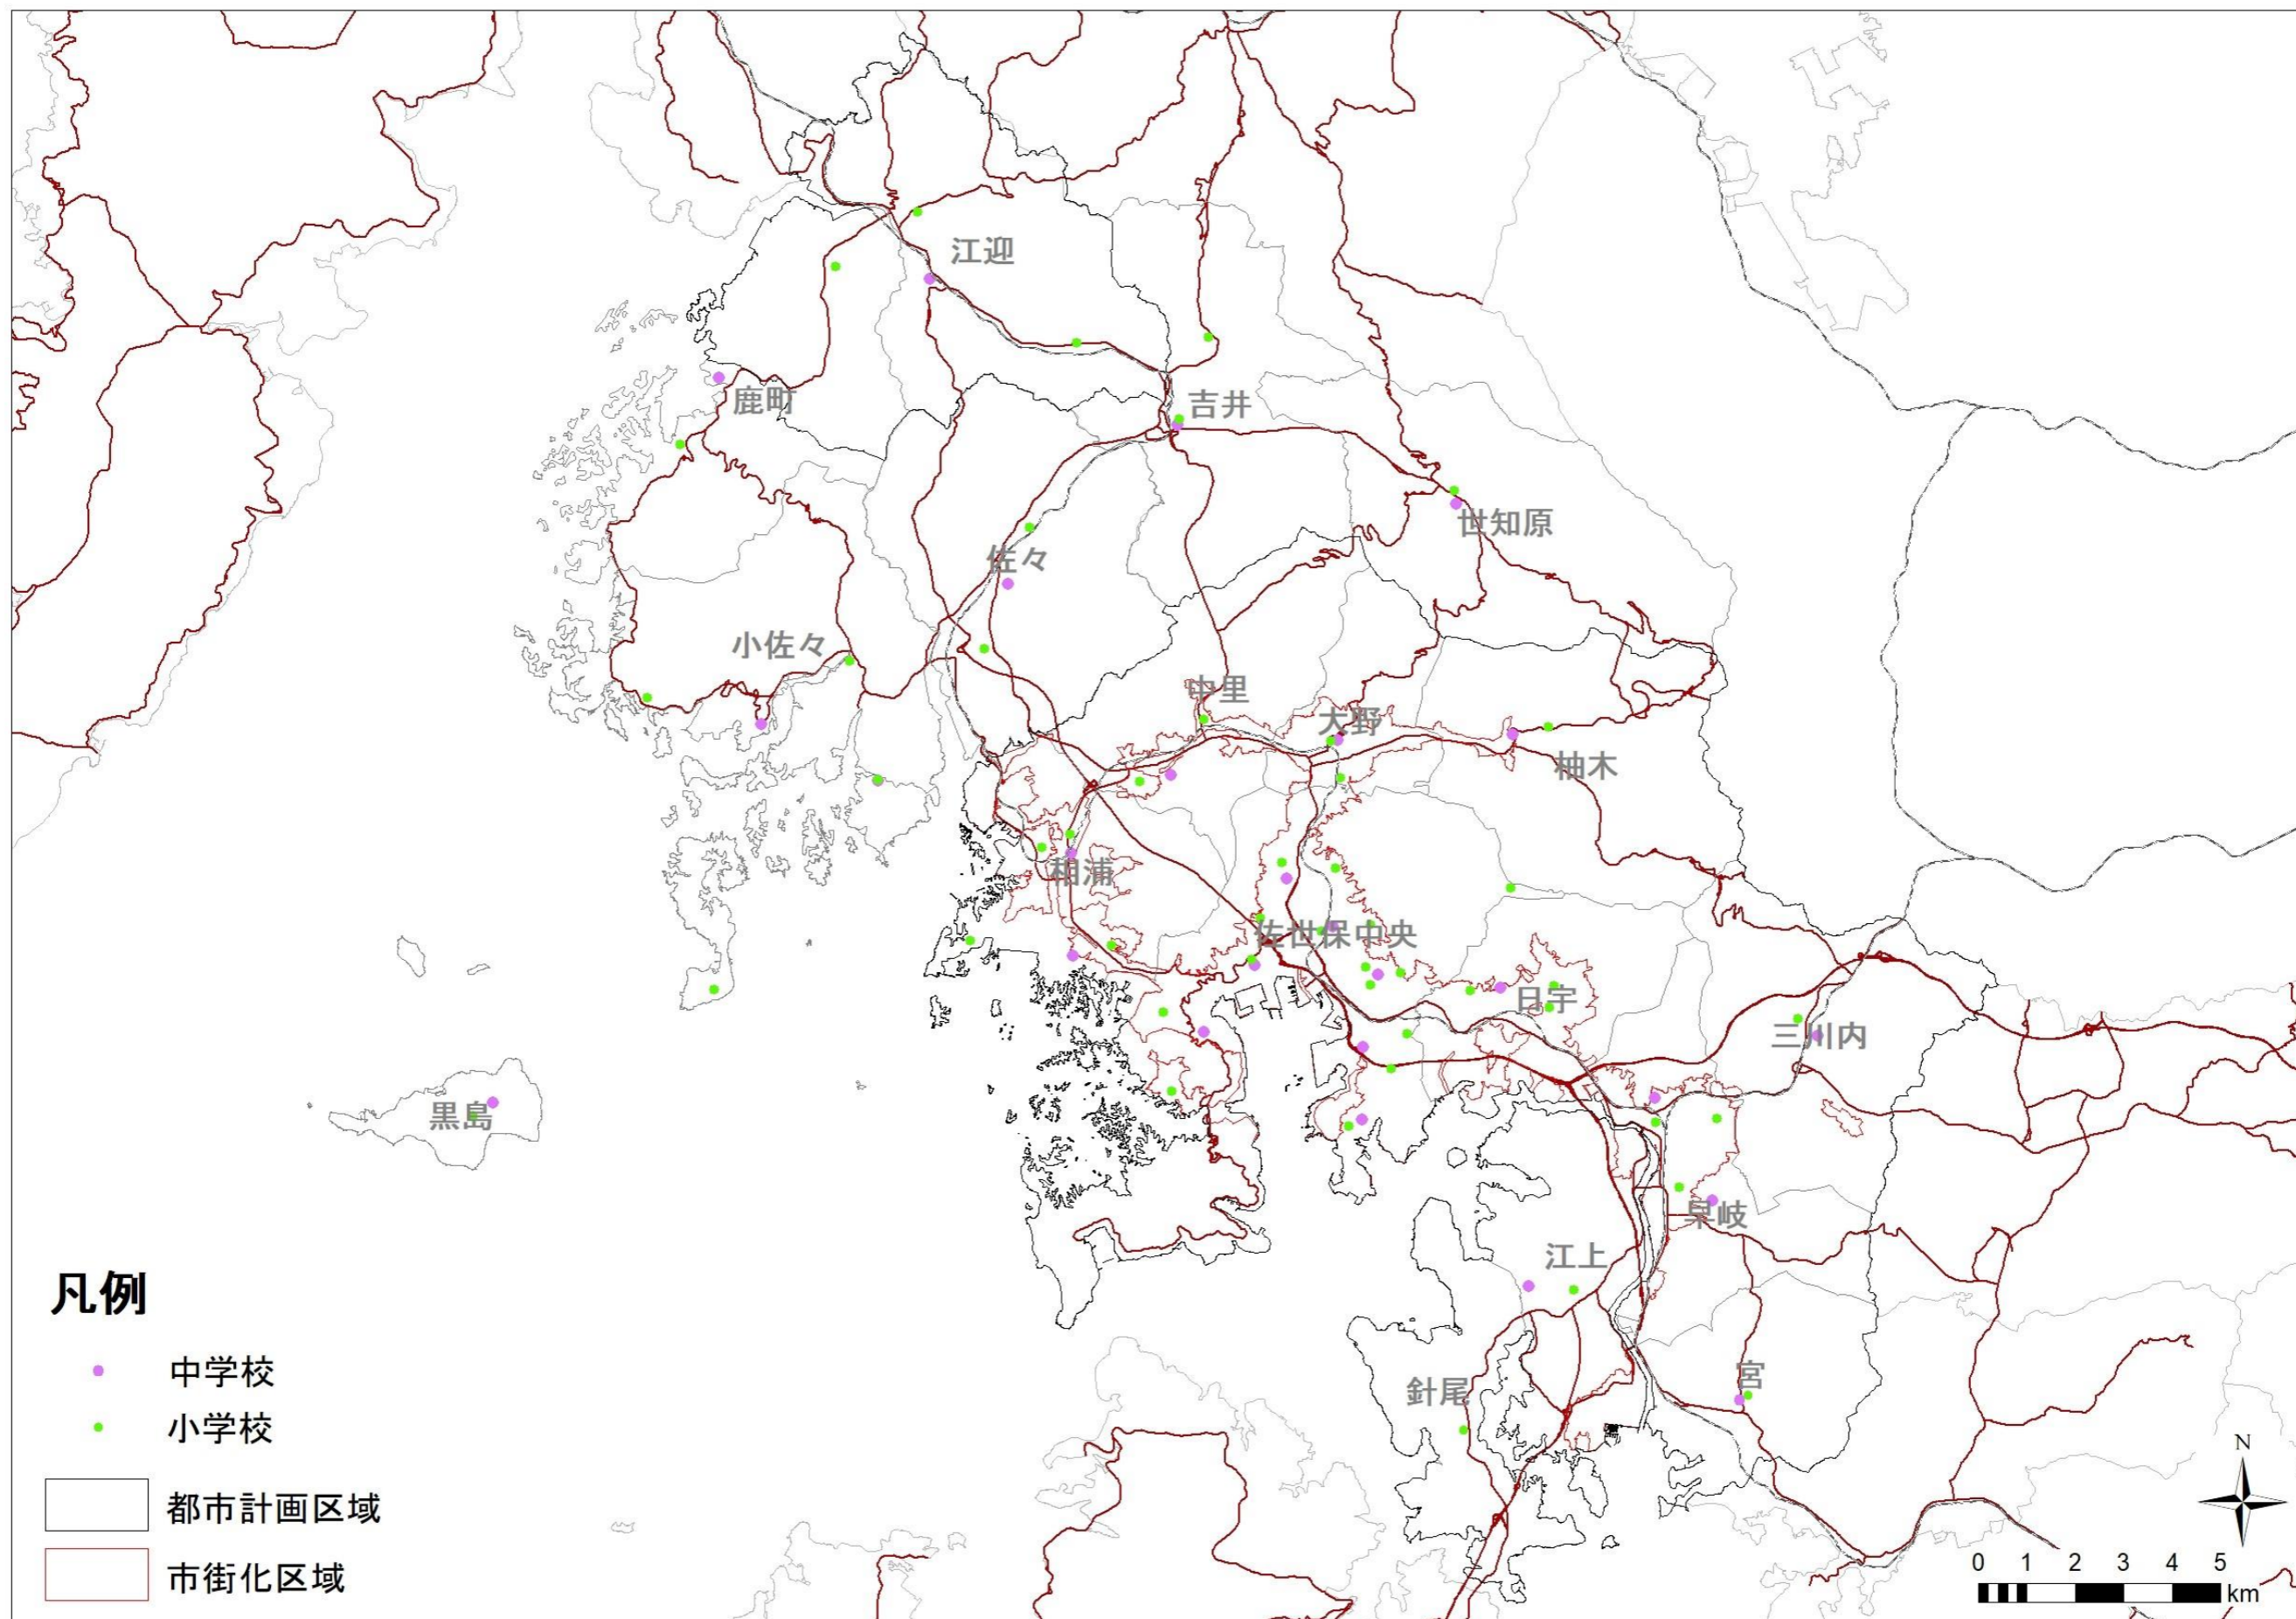 江迎
鹿町
吉井
世知原
佐々
小佐々
中里
大野
柚木
相浦
佐世保中央
日宇
三川内
黒島
早岐
江上
針尾
宮
凡例
中学校
小学校
都市計画区域
市街化区域
N
0 1 2 3 4 5
km